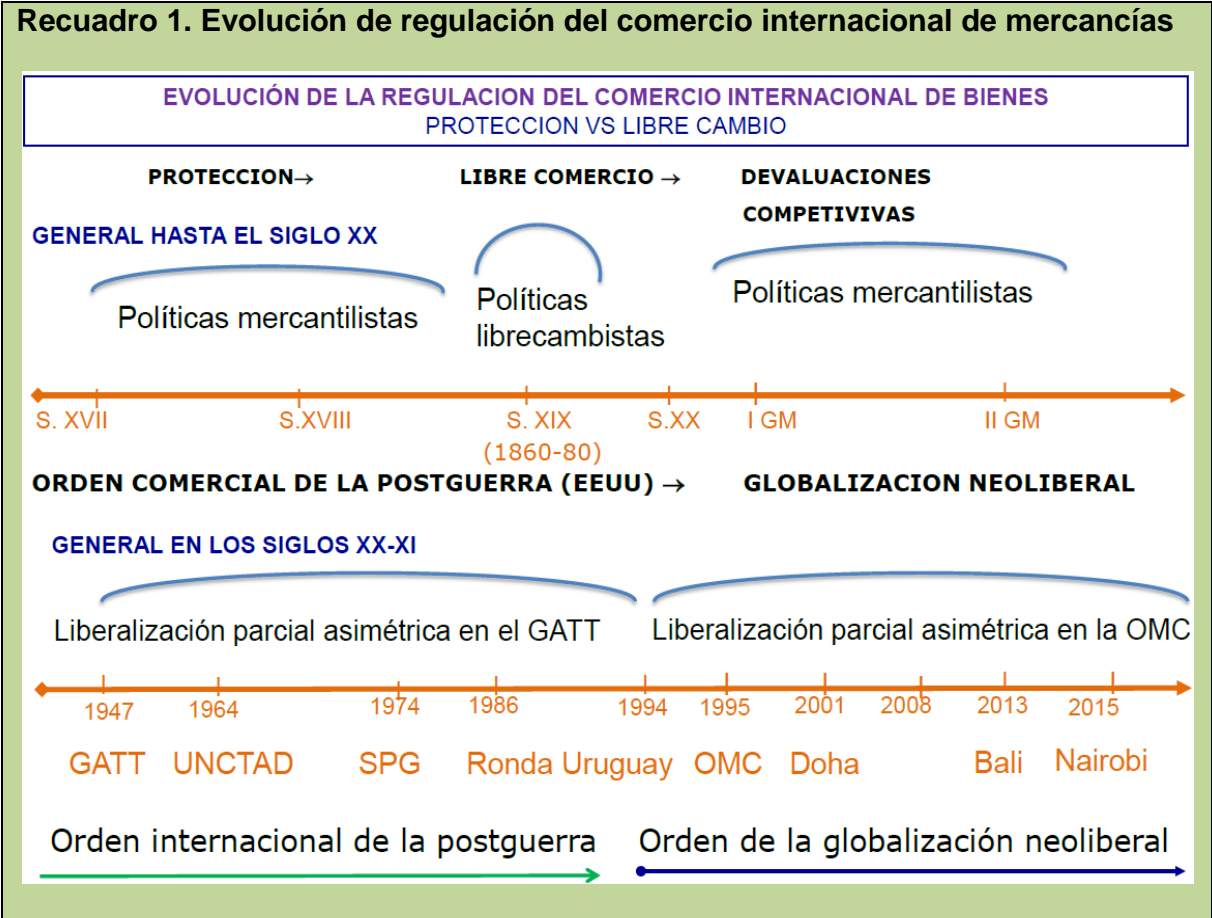 Recuadro 1. Evolución de regulación del comercio internacional de mercancías
EVOLUCIÓN DE LA REGULACION DEL COMERCIO INTERNACIONAL DE BIENES
PROTECCION VS LIBRE CAMBIO
PROTECCION→ LIBRE COMERCIO → DEVALUACIONES
COMPETIVIVAS
GENERAL HASTA EL SIGLO XX
Políticas mercantilistas
Políticas
librecambistas
Políticas mercantilistas
S. XVII S.XVIII S. XIX S.XX I GM II GM
(1860-80)
ORDEN COMERCIAL DE LA POSTGUERRA (EEUU) → GLOBALIZACION NEOLIBERAL
GENERAL EN LOS SIGLOS XX-XI
Liberalización parcial asimétrica en el GATT Liberalización parcial asimétrica en la OMC
1947 1964 1974 1986 1994 1995 2001 2008 2013 2015
GATT UNCTAD SPG Ronda Uruguay OMC Doha Bali Nairobi
Orden internacional de la postguerra Orden de la globalización neoliberal